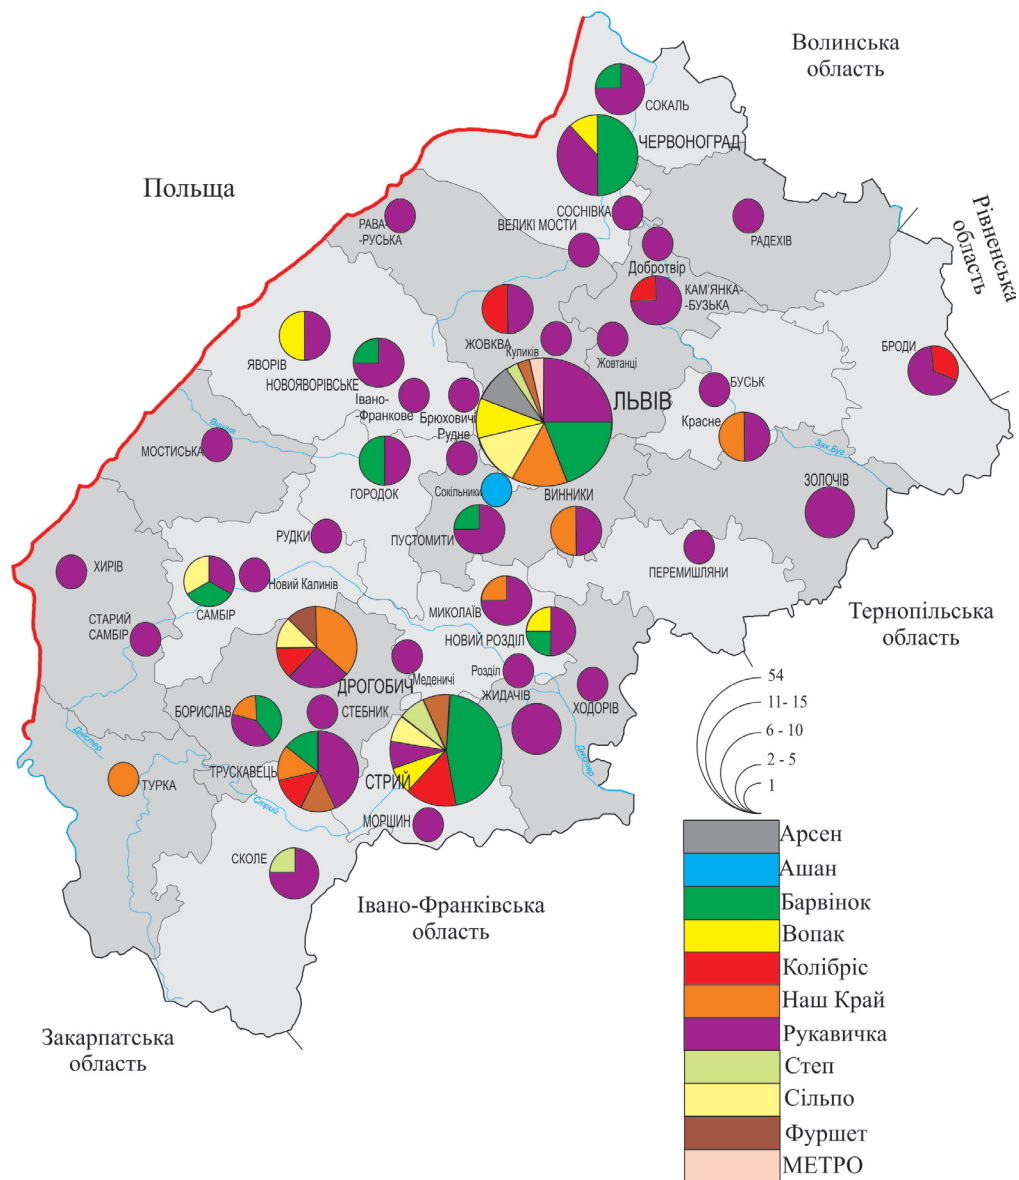 Волинська
область
СОКАЛЬ
ЧЕРВОНОГРАД
Польща
Рівненська
область
СОСНІВКА
ВЕЛИКІ МОСТИ
РАВА-
-РУСЬКА
РАДЕХІВ
Добротвір
КАМ'ЯНКА-
-БУЗЬКА
ЖОВКВА
Куликів
Жовтанці
БРОДИ
ЯВОРІВ
НОВОЯВОРІВСЬКЕ
Івано-
-Франкове
Брюховичі
Рудне
ЛЬВІВ
БУСЬК
Красне
Вишня
МОСТИСЬКА
Зах.Буг
ГОРОДОК
Сокільники
ВИННИКИ
ЗОЛОЧІВ
ПУСТОМИТИ
РУДКИ
ПЕРЕМИШЛЯНИ
ХИРІВ
Новий Калинів
САМБІР
СТАРИЙ
САМБІР
МИКОЛАЇВ
НОВИЙ РОЗДІЛ
Тернопільська
область
Розділ
Меденичі
ДРОГОБИЧ
ЖИДАЧІВ
ХОДОРІВ
БОРИСЛАВ
СТЕБНИК
Дністер
Дністер
ТРУСКАВЕЦЬ
СТРИЙ
ТУРКА
Стрий
МОРШИН
СКОЛЕ
Івано-Франківська
область
Закарпатська
область
54
11- 15
6 - 10
2 - 5
1
Арсен
Ашан
Барвінок
Вопак
Колібріс
Наш Край
Рукавичка
Степ
Сільпо
Фуршет
МЕТРО